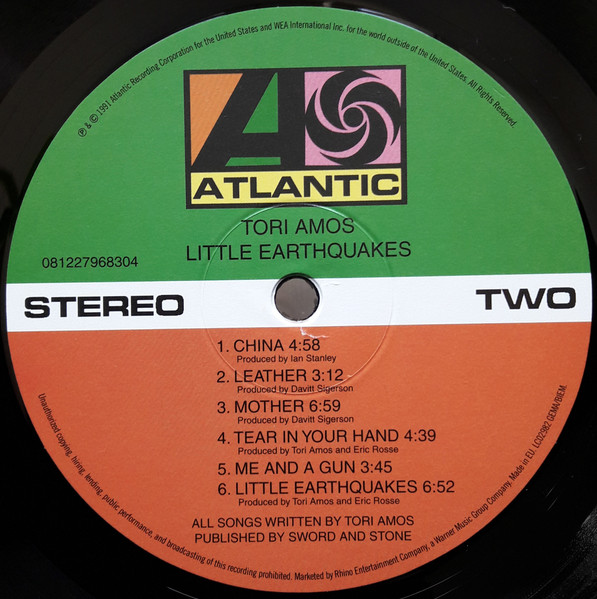 ℗ & © 1991 Atlantic Recording Corporation for the United States and WEA International Inc. for the world outside of the United States. All Rights Reserved.
ATLANTIC
TORI AMOS
LITTLE EARTHQUAKES
081227968304
STEREO
TWO
1. CHINA 4:58
Produced by Ian Stanley
2. LEATHER 3:12
Produced by Davitt Sigerson
3. MOTHER 6:59
Produced by Davitt Sigerson
4. TEAR IN YOUR HAND 4:39
Produced by Tori Amos and Eric Rosse
5. ME AND A GUN 3:45
6. LITTLE EARTHQUAKES 6:52
Produced by Tori Amos and Eric Rosse
ALL SONGS WRITTEN BY TORI AMOS
PUBLISHED BY SWORD AND STONE
Unauthorized copying, hiring, lending, public performance, and broadcasting of this recording prohibited. Marketed by Rhino Entertainment Company, a Warner Music Group Company. Made in EU. LC02982 GEMA/BIEM.